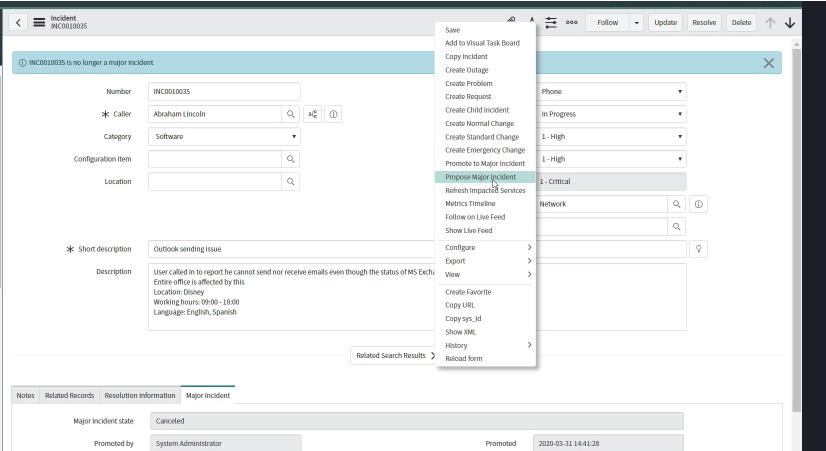 Incident
INC0010035
Follow
Update
Resolve
Delete
INC0010035 is no longer a major incident
Number
INC0010035
Caller
Abraham Lincoln
Category
Software
Configuration item
Location
Phone
In Progress
1 - High
1 - High
1 - Critical
Network
Short description
Outlook sending issue
Description
User called in to report he cannot send nor receive emails even though the status of MS Excha
Entire office is affected by this
Location: Disney
Working hours: 09:00 - 18:00
Language: English, Spanish
Save
Add to Visual Task Board
Copy Incident
Create Outage
Create Problem
Create Request
Create Child Incident
Create Normal Change
Create Standard Change
Create Emergency Change
Promote to Major Incident
Propose Major Incident
Refresh Impacted Services
Metrics Timeline
Follow on Live Feed
Show Live Feed
Configure
Export
View
Create Favorite
Copy URL
Copy sys_id
Show XML
History
Reload form
Related Search Results
Notes
Related Records
Resolution Information
Major Incident
Major incident state
Canceled
Promoted by
System Administrator
Promoted
2020-03-31 14:41:28